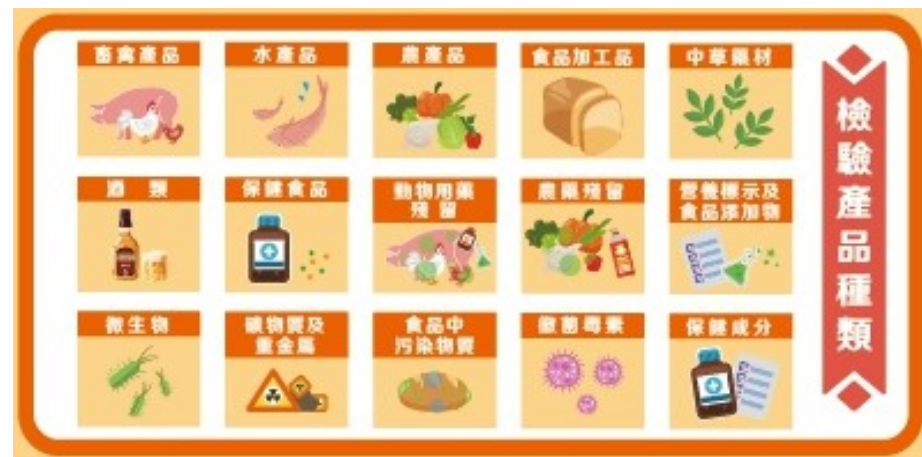 檢驗產品種類
畜禽產品
水產品
農產品
食品加工品
中草藥材
酒 類
保健食品
動物用藥
殘 留
農藥殘留
營養標示及
食品添加物
微生物
礦物質及
重金屬
食品中
污染物質
黴菌毒素
保健成分